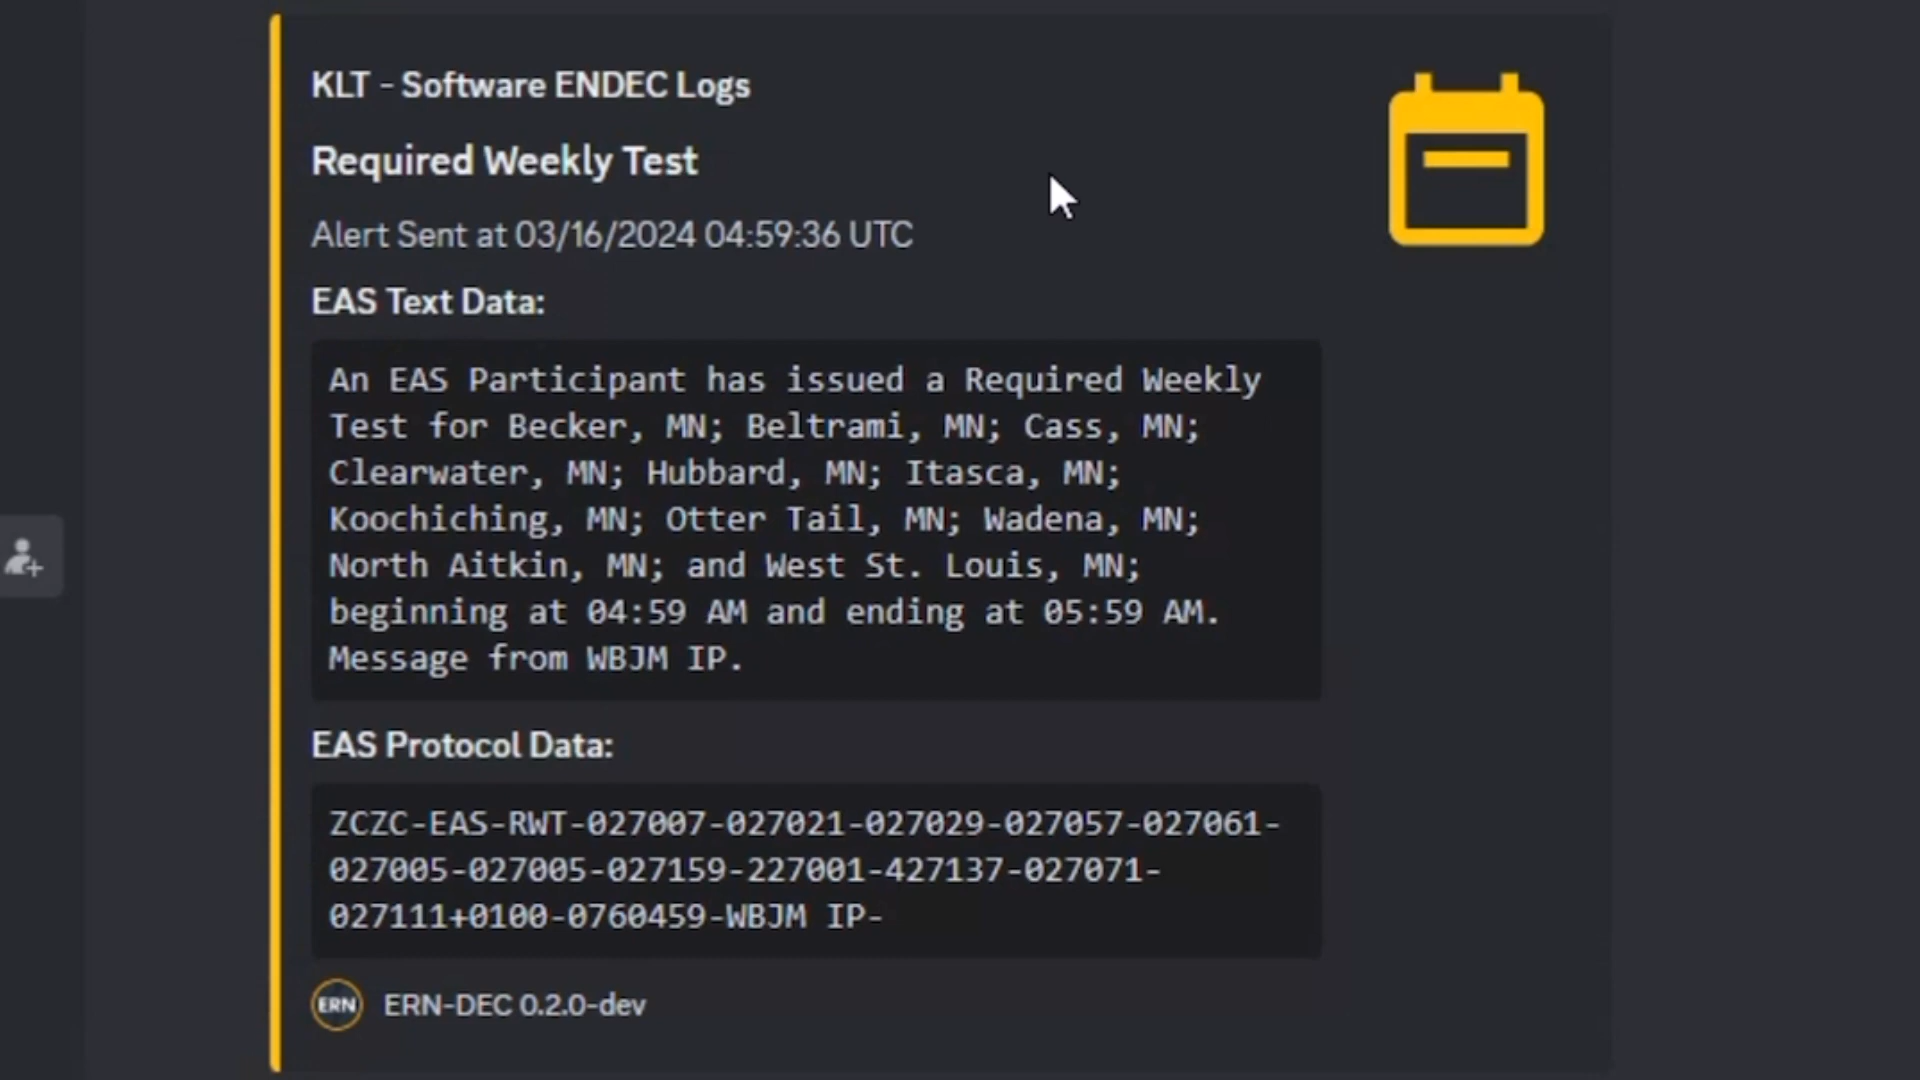 KLT - Software ENDEC Logs
Required Weekly Test
Alert Sent at 03/16/2024 04:59:36 UTC
EAS Text Data:
An EAS Participant has issued a Required Weekly
Test for Becker, MN; Beltrami, MN; Cass, MN;
Clearwater, MN; Hubbard, MN; Itasca, MN;
Koochiching, MN; Otter Tail, MN; Wadena, MN;
North Aitkin, MN; and West St. Louis, MN;
beginning at 04:59 AM and ending at 05:59 AM.
Message from WBJM IP.
EAS Protocol Data:
ZCZC-EAS-RWT-027007-027021-027029-027057-027061-
027005-027005-027159-227001-427137-027071-
027111+0100-0760459-WBJM IP-
ERN
ERN-DEC 0.2.0-dev